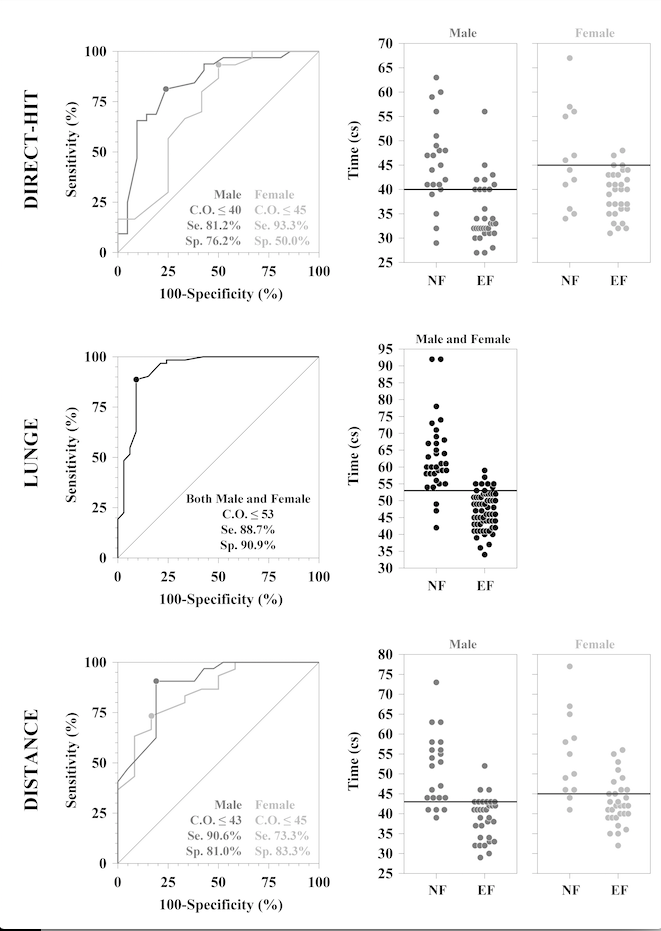 DIRECT-HIT
Sensitivity (%)
100
75
50
25
0
Male Female
C.O. ≤ 40 C.O. ≤ 45
Se. 81.2% Se. 93.3%
Sp. 76.2% Sp. 50.0%
0 25 50 75 100
100-Specificity (%)
Male Female
Time (cs)
70
65
60
55
50
45
40
35
30
25
NF EF NF EF
LUNGE
Sensitivity (%)
100
75
50
25
0
Both Male and Female
C.O. ≤ 53
Se. 88.7%
Sp. 90.9%
0 25 50 75 100
100-Specificity (%)
Male and Female
Time (cs)
95
90
85
80
75
70
65
60
55
50
45
40
35
30
NF EF
DISTANCE
Sensitivity (%)
100
75
50
25
0
Male Female
C.O. ≤ 43 C.O. ≤ 45
Se. 90.6% Se. 73.3%
Sp. 81.0% Sp. 83.3%
0 25 50 75 100
100-Specificity (%)
Male Female
Time (cs)
80
75
70
65
60
55
50
45
40
35
30
25
NF EF NF EF